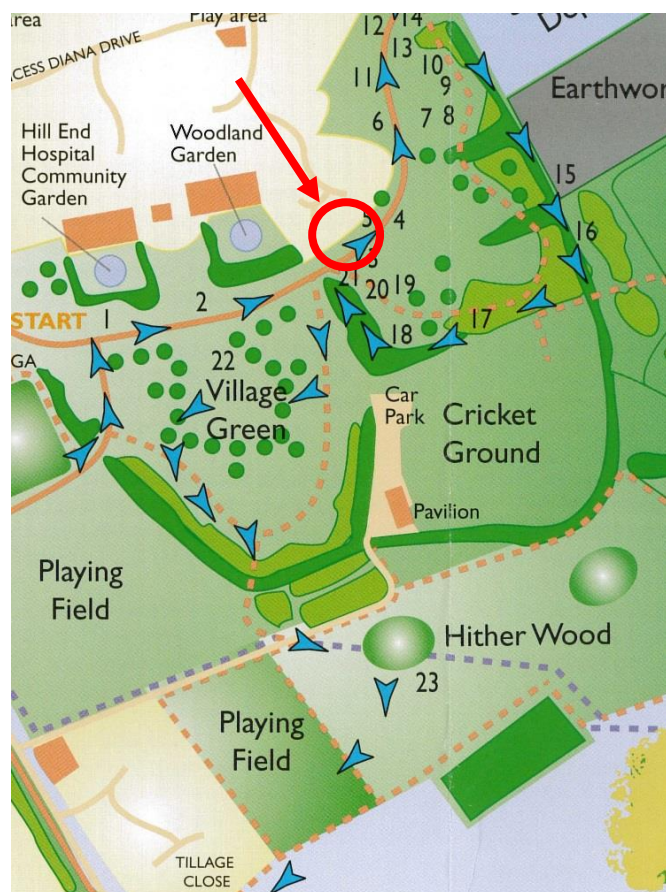 area
Play area
CESS DIANA DRIVE
12
14
13
10
9
11
8
7
6
Earthwor
Hill End
Hospital
Community
Garden
Woodland
Garden
15
5
4
16
3
21
20
19
2
1
START
17
18
GA
22
Village
Green
Car
Park
Cricket
Ground
Pavilion
Playing
Field
Hither Wood
23
Playing
Field
TILLAGE
CLOSE